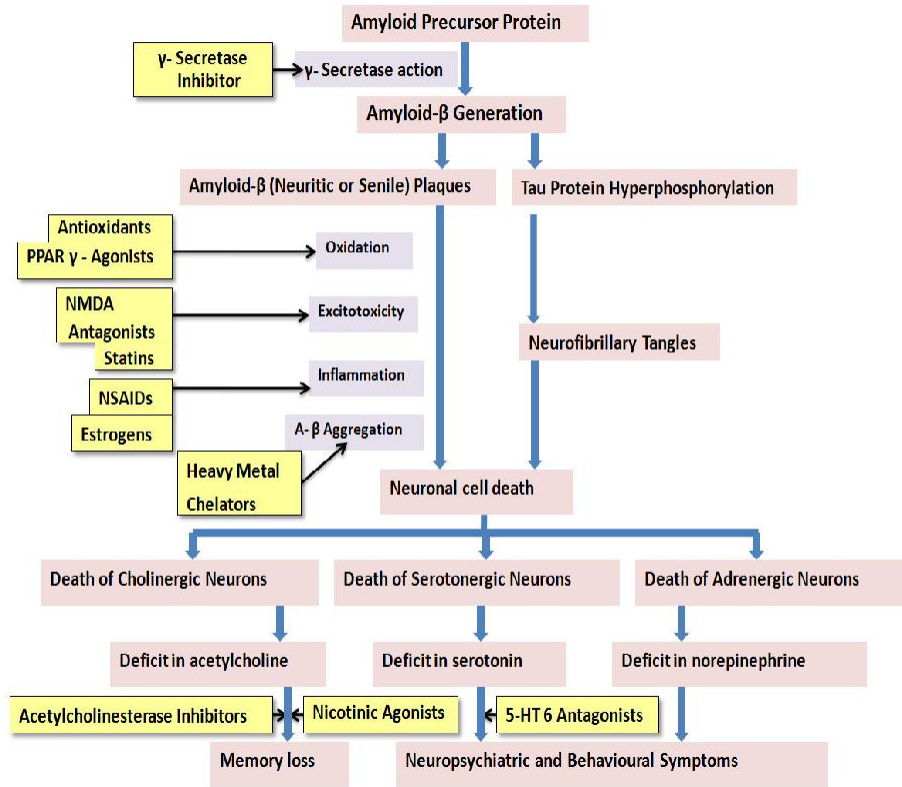 Amyloid Precursor Protein
γ- Secretase
Inhibitor
γ- Secretase action
Amyloid-β Generation
Amyloid-β (Neuritic or Senile) Plaques
Tau Protein Hyperphosphorylation
Antioxidants
PPAR γ - Agonists
Oxidation
NMDA
Antagonists
Statins
Excitotoxicity
Neurofibrillary Tangles
NSAIDs
Estrogens
Inflammation
A- β Aggregation
Heavy Metal
Chelators
Neuronal cell death
Death of Cholinergic Neurons
Death of Serotonergic Neurons
Death of Adrenergic Neurons
Deficit in acetylcholine
Deficit in serotonin
Deficit in norepinephrine
Acetylcholinesterase Inhibitors
Nicotinic Agonists
5-HT 6 Antagonists
Memory loss
Neuropsychiatric and Behavioural Symptoms